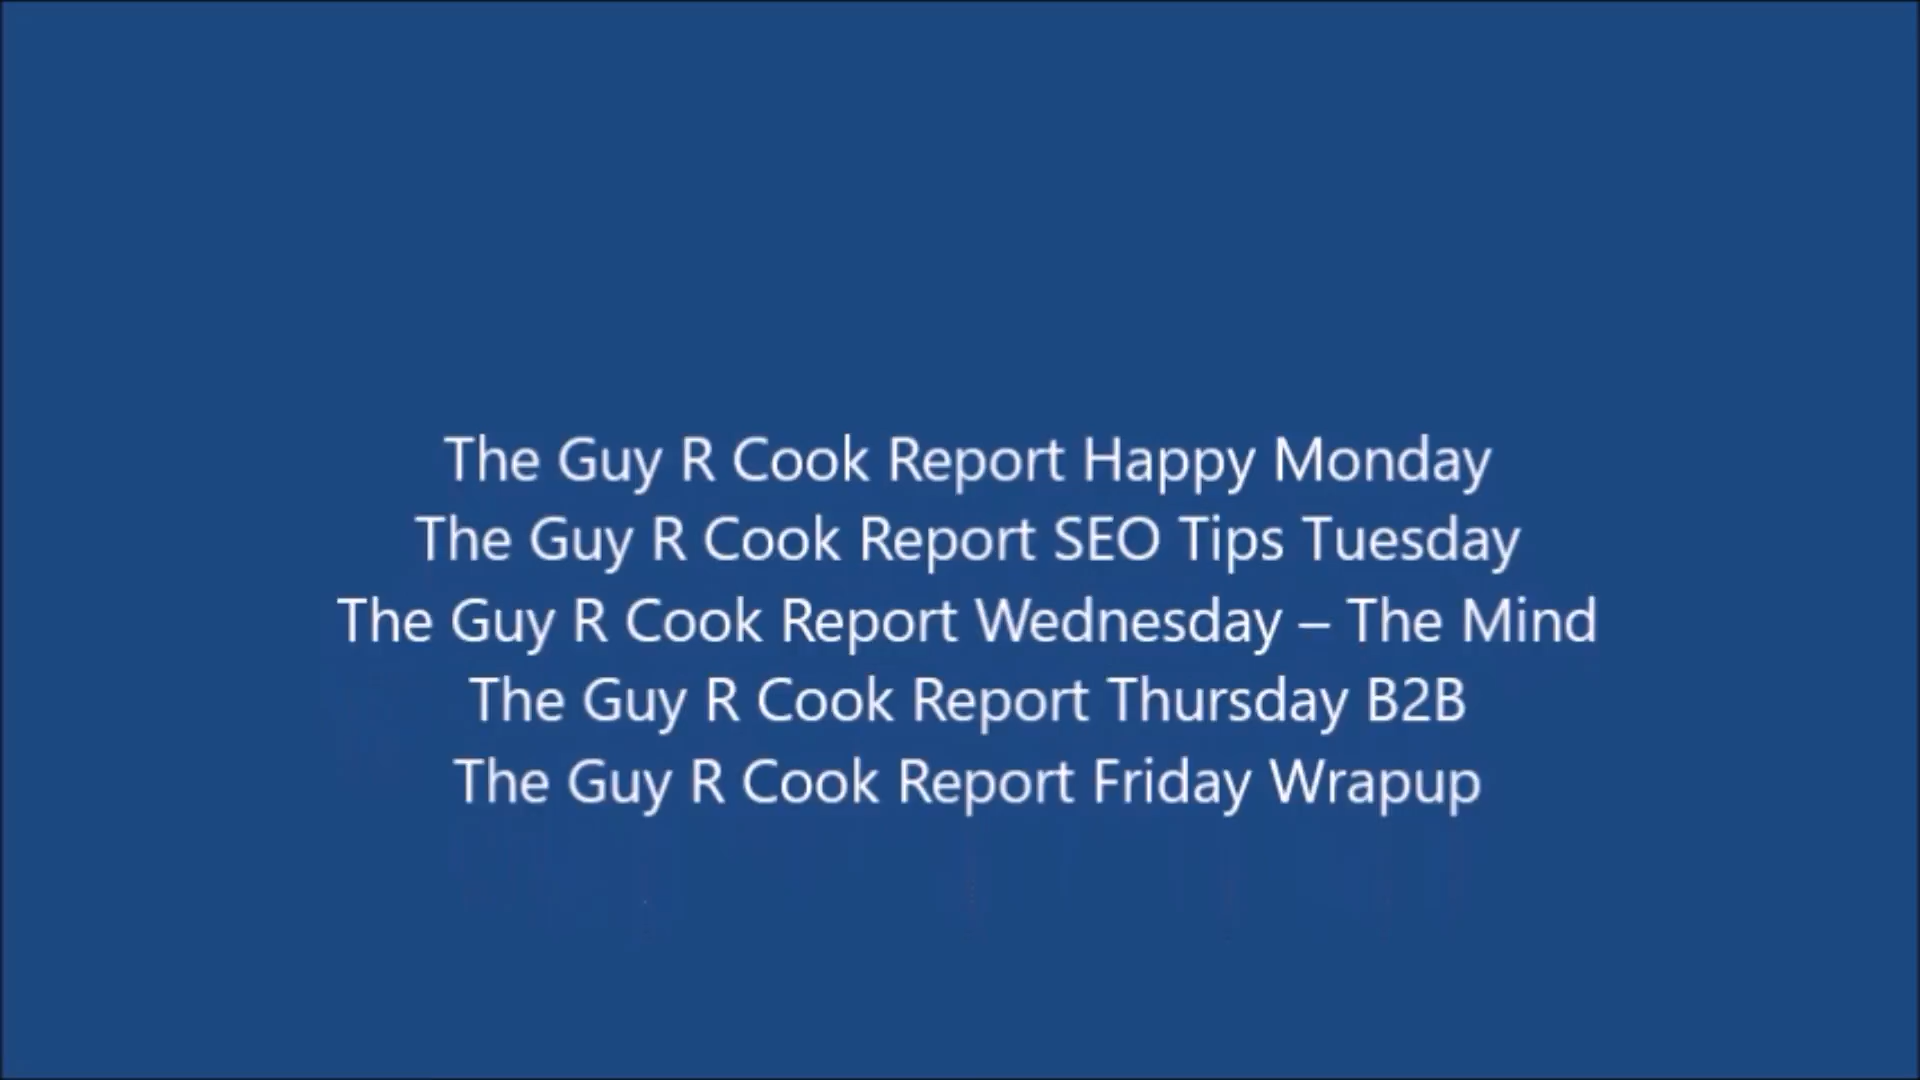 The Guy R Cook Report Happy Monday
The Guy R Cook Report SEO Tips Tuesday
The Guy R Cook Report Wednesday – The Mind
The Guy R Cook Report Thursday B2B
The Guy R Cook Report Friday Wrapup